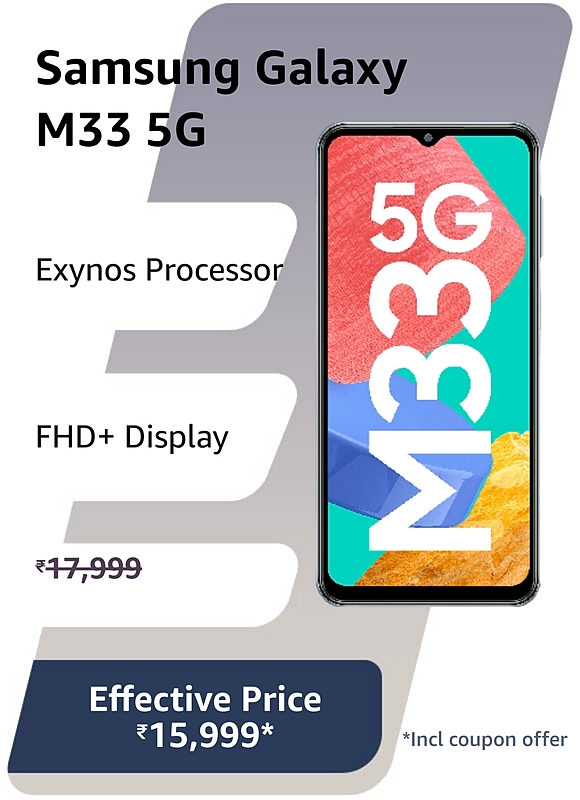 Samsung Galaxy
M33 5G
5G
M33
Exynos Processor
FHD+ Display
₹17,999
Effective Price
₹15,999*
*Incl coupon offer